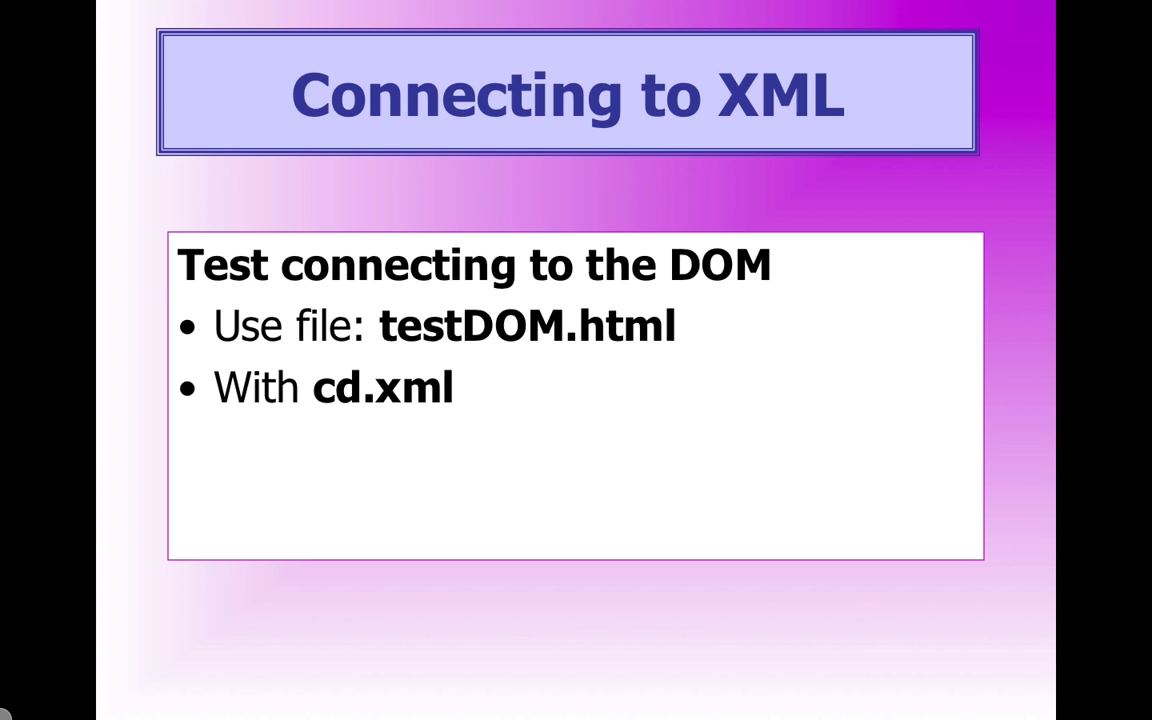 Connecting to XML
Test connecting to the DOM
• Use file: testDOM.html
• With cd.xml